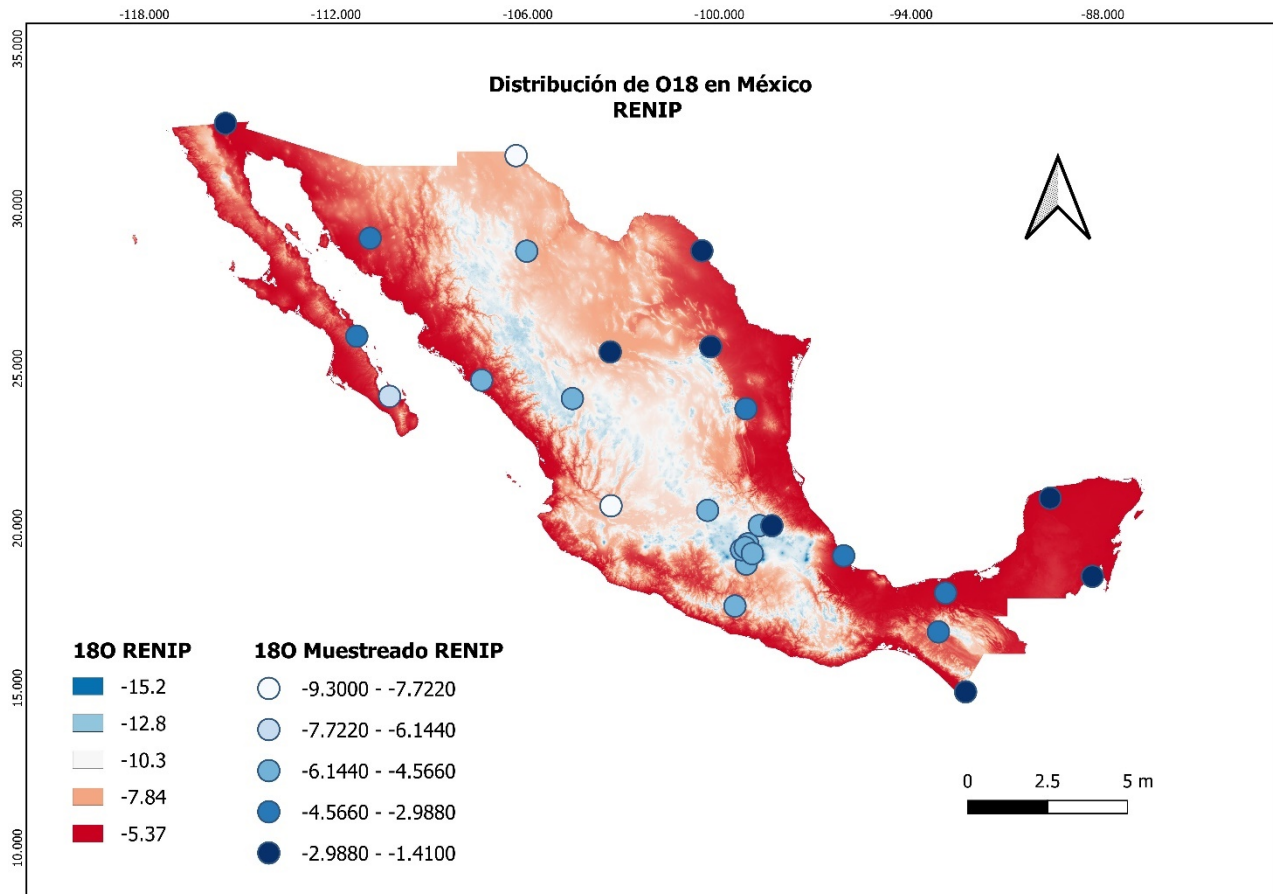 -118.000 -112.000 -106.000 -100.000 -94.000 -88.000
35.000
30.000
25.000
20.000
15.000
10.000
Distribución de O18 en México
RENIP
18O RENIP
-15.2
-12.8
-10.3
-7.84
-5.37
18O Muestreado RENIP
-9.3000 - -7.7220
-7.7220 - -6.1440
-6.1440 - -4.5660
-4.5660 - -2.9880
-2.9880 - -1.4100
0 2.5 5 m